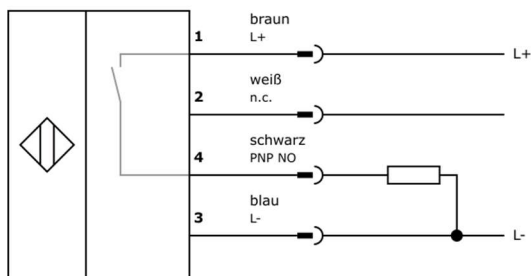 braun
1 L+
L+
weiß
2 n.c.
schwarz
4 PNP NO
blau
3 L-
L-